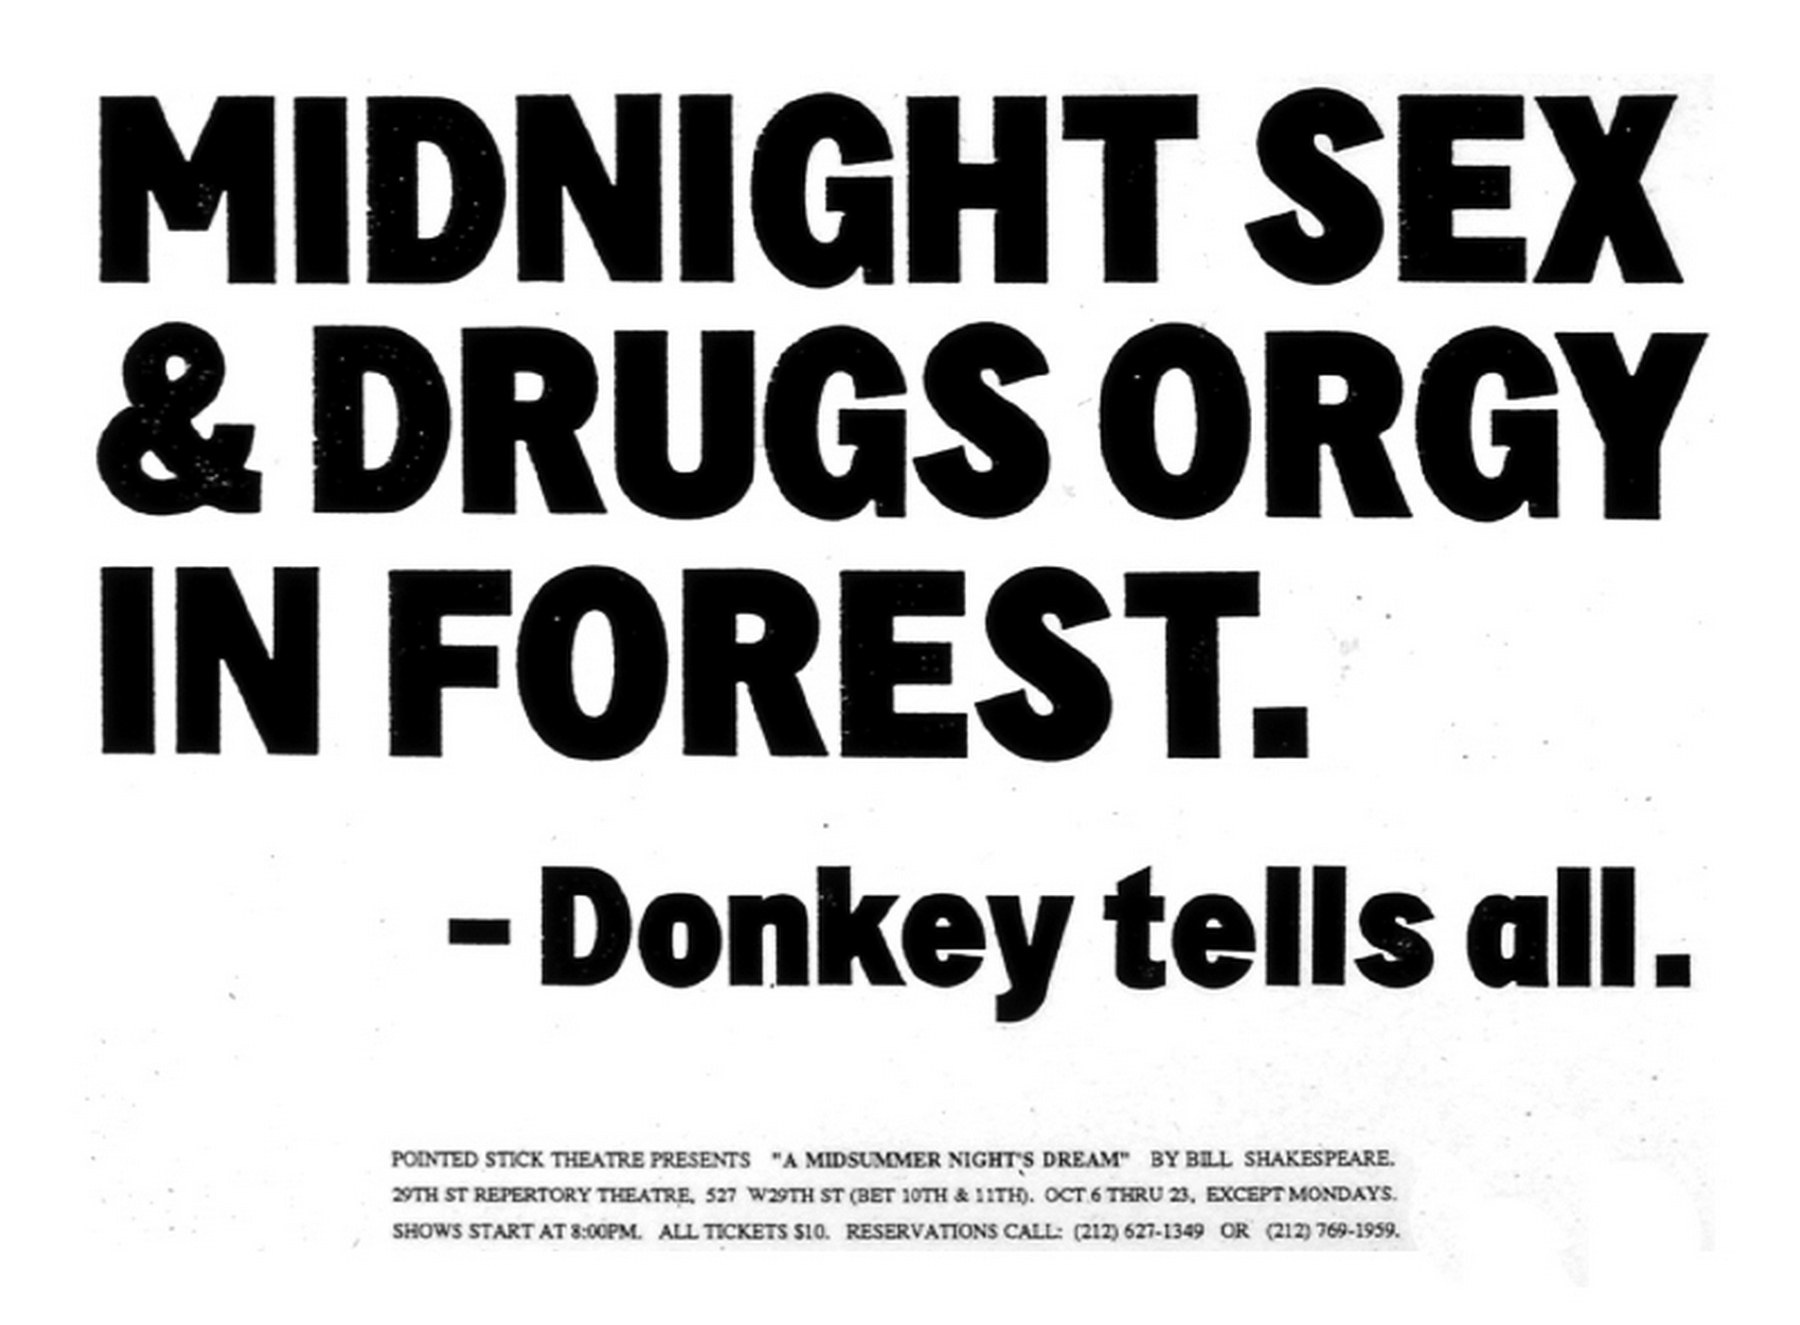 MIDNIGHT SEX
& DRUGS ORGY
IN FOREST.
- Donkey tells all.
POINTED STICK THEATRE PRESENTS "A MIDSUMMER NIGHT'S DREAM" BY BILL SHAKESPEARE.
29TH ST REPERTORY THEATRE, 527 W29TH ST (BET 10TH & 11TH). OCT.6 THRU 23, EXCEPT MONDAYS.
SHOWS START AT 8:00PM. ALL TICKETS $10. RESERVATIONS CALL: (212) 627-1349 OR (212) 769-1959.